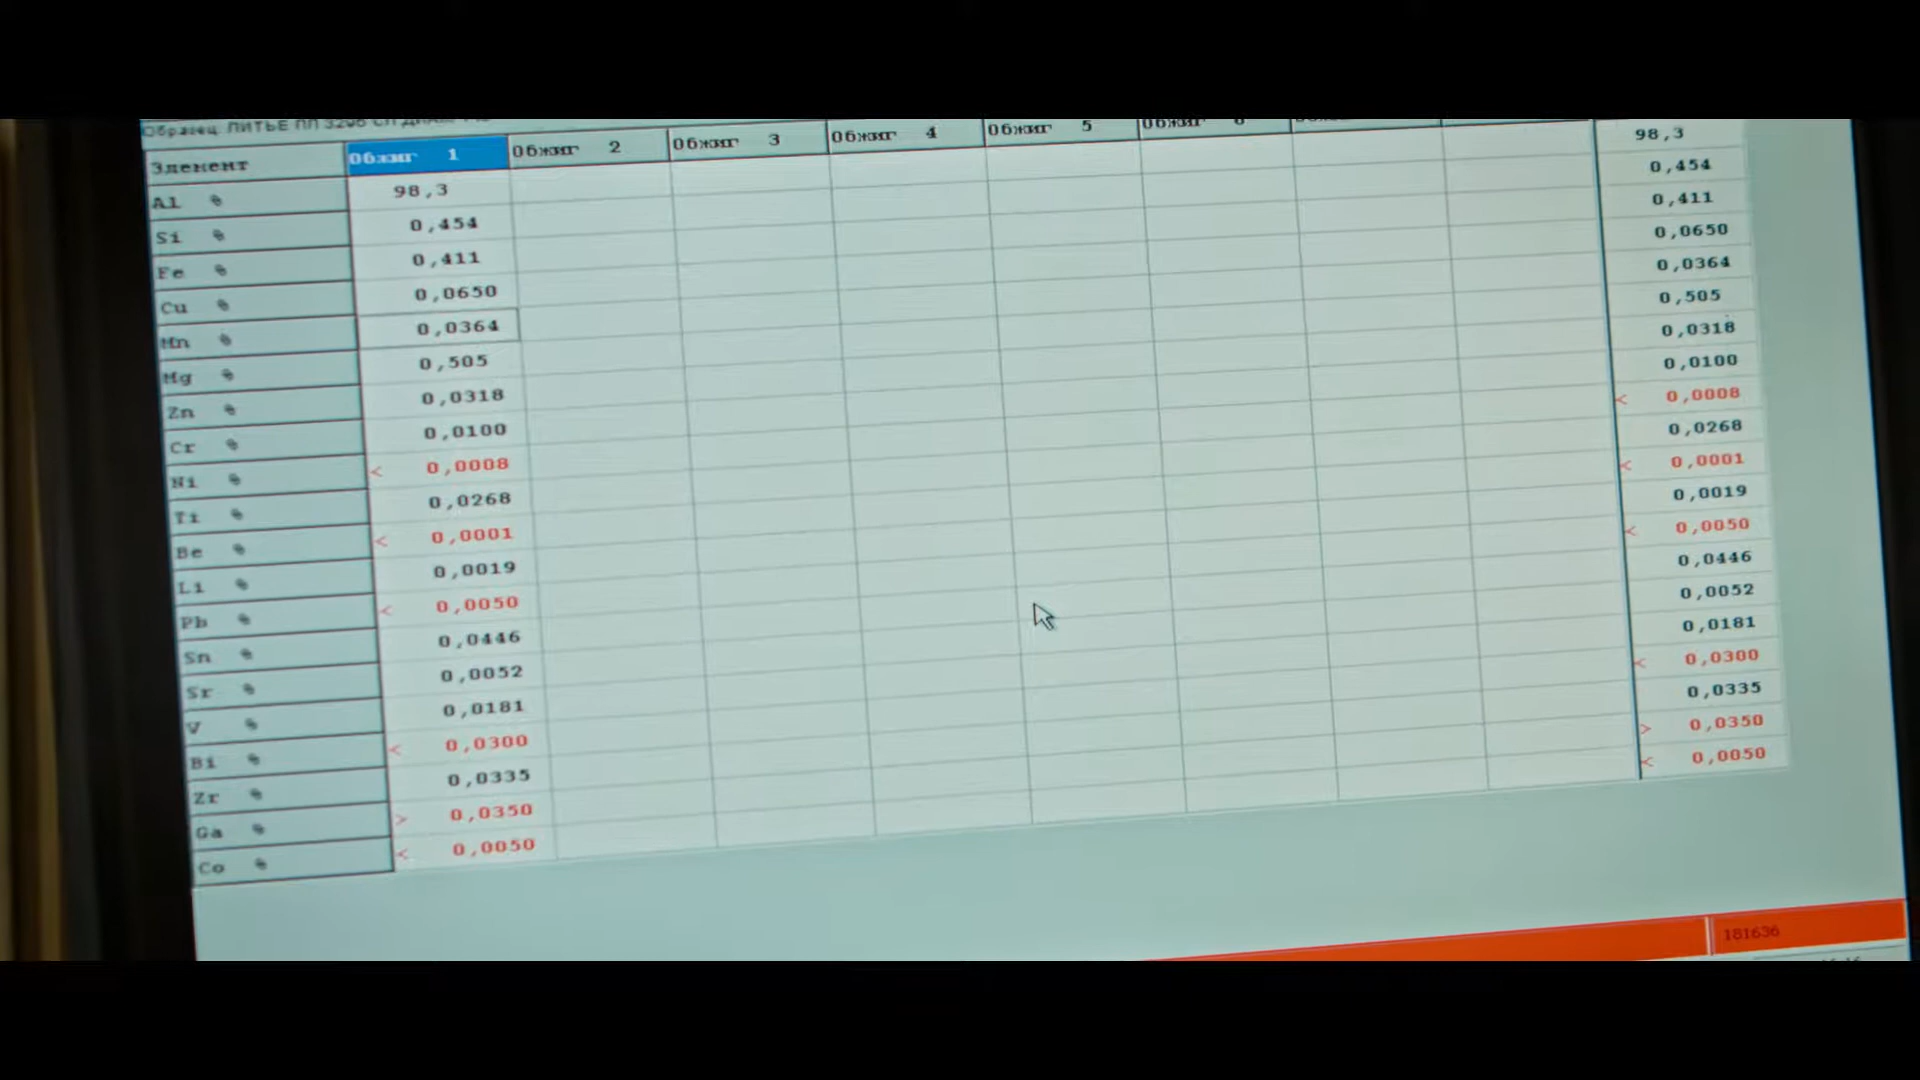 Образец: ЛИТЬЕ ПП 3206 СП
Элемент Обжиг 1 Обжиг 2 Обжиг 3 Обжиг 4 Обжиг 5 Обжиг 6
Al % 98,3 98,3
Si % 0,454 0,454
Fe % 0,411 0,411
Cu % 0,0650 0,0650
Mn % 0,0364 0,0364
Mg % 0,505 0,505
Zn % 0,0318 0,0318
Cr % 0,0100 0,0100
Ni % < 0,0008 < 0,0008
Ti % 0,0268 0,0268
Be % < 0,0001 < 0,0001
Li % 0,0019 0,0019
Pb % < 0,0050 < 0,0050
Sn % 0,0446 0,0446
Sr % 0,0052 0,0052
V % 0,0181 0,0181
Bi % < 0,0300 < 0,0300
Zr % 0,0335 0,0335
Ga % > 0,0350 > 0,0350
Co % < 0,0050 < 0,0050
181636